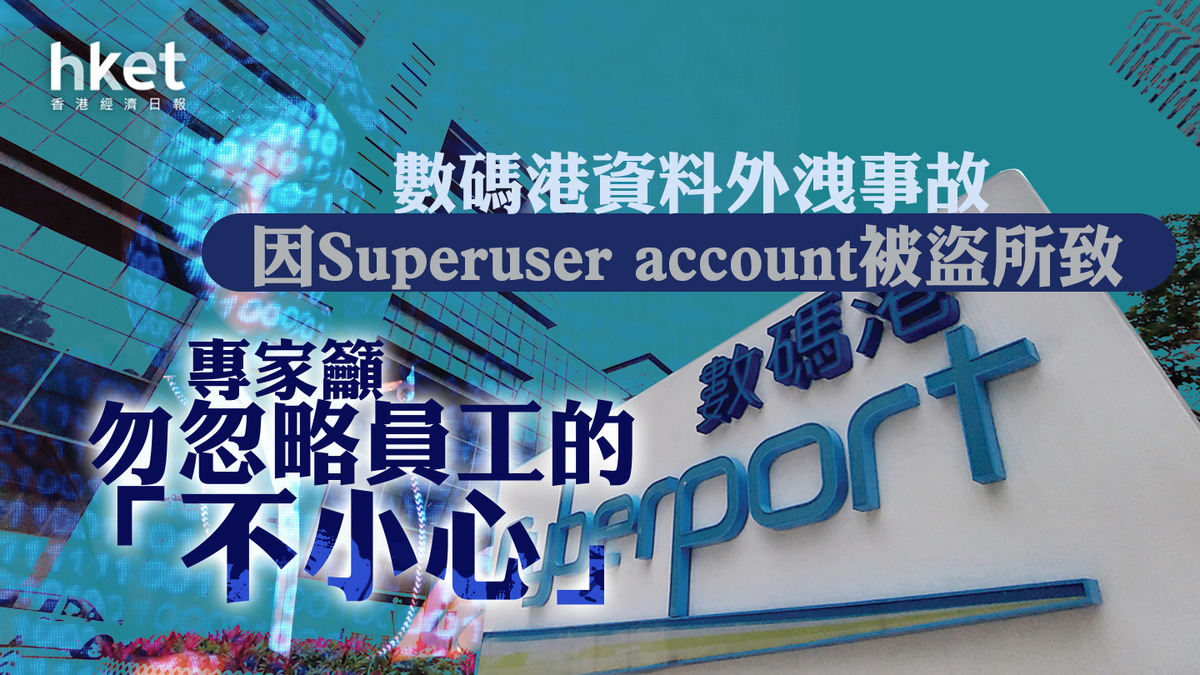 hket
香港經濟日報
數碼港資料外洩事故
因Superuser account被盜所致
專家籲
勿忽略員工的
「不小心」
數碼港
cyberport